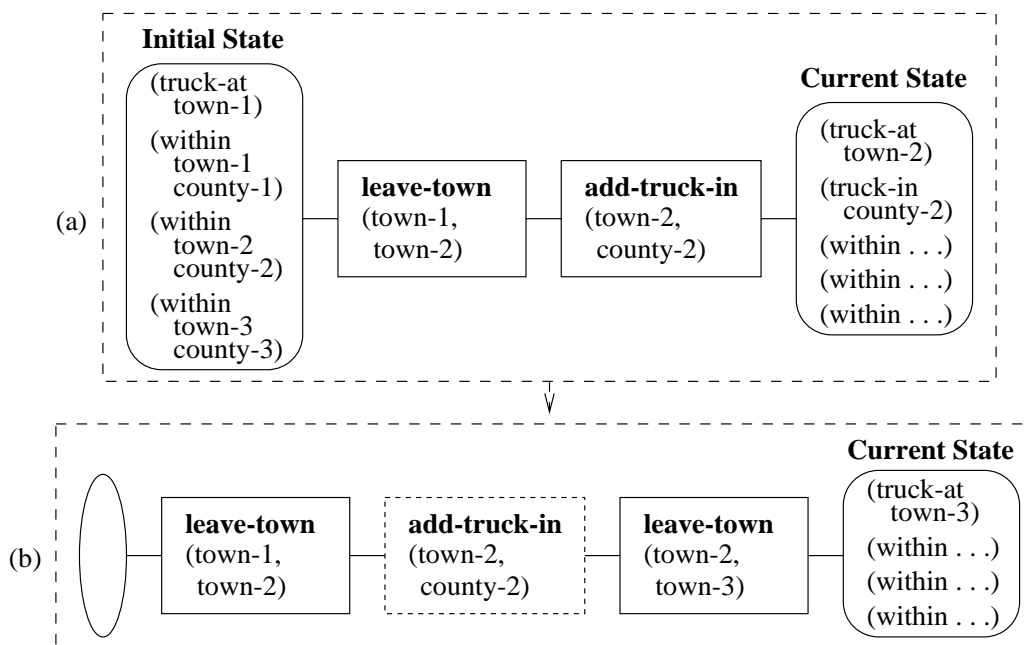 Initial State
(truck-at
town-1)
(within
town-1
county-1)
(within
town-2
county-2)
(within
town-3
county-3)
(a)
leave-town
(town-1,
town-2)
add-truck-in
(town-2,
county-2)
Current State
(truck-at
town-2)
(truck-in
county-2)
(within . . .)
(within . . .)
(within . . .)
(b)
leave-town
(town-1,
town-2)
add-truck-in
(town-2,
county-2)
leave-town
(town-2,
town-3)
Current State
(truck-at
town-3)
(within . . .)
(within . . .)
(within . . .)